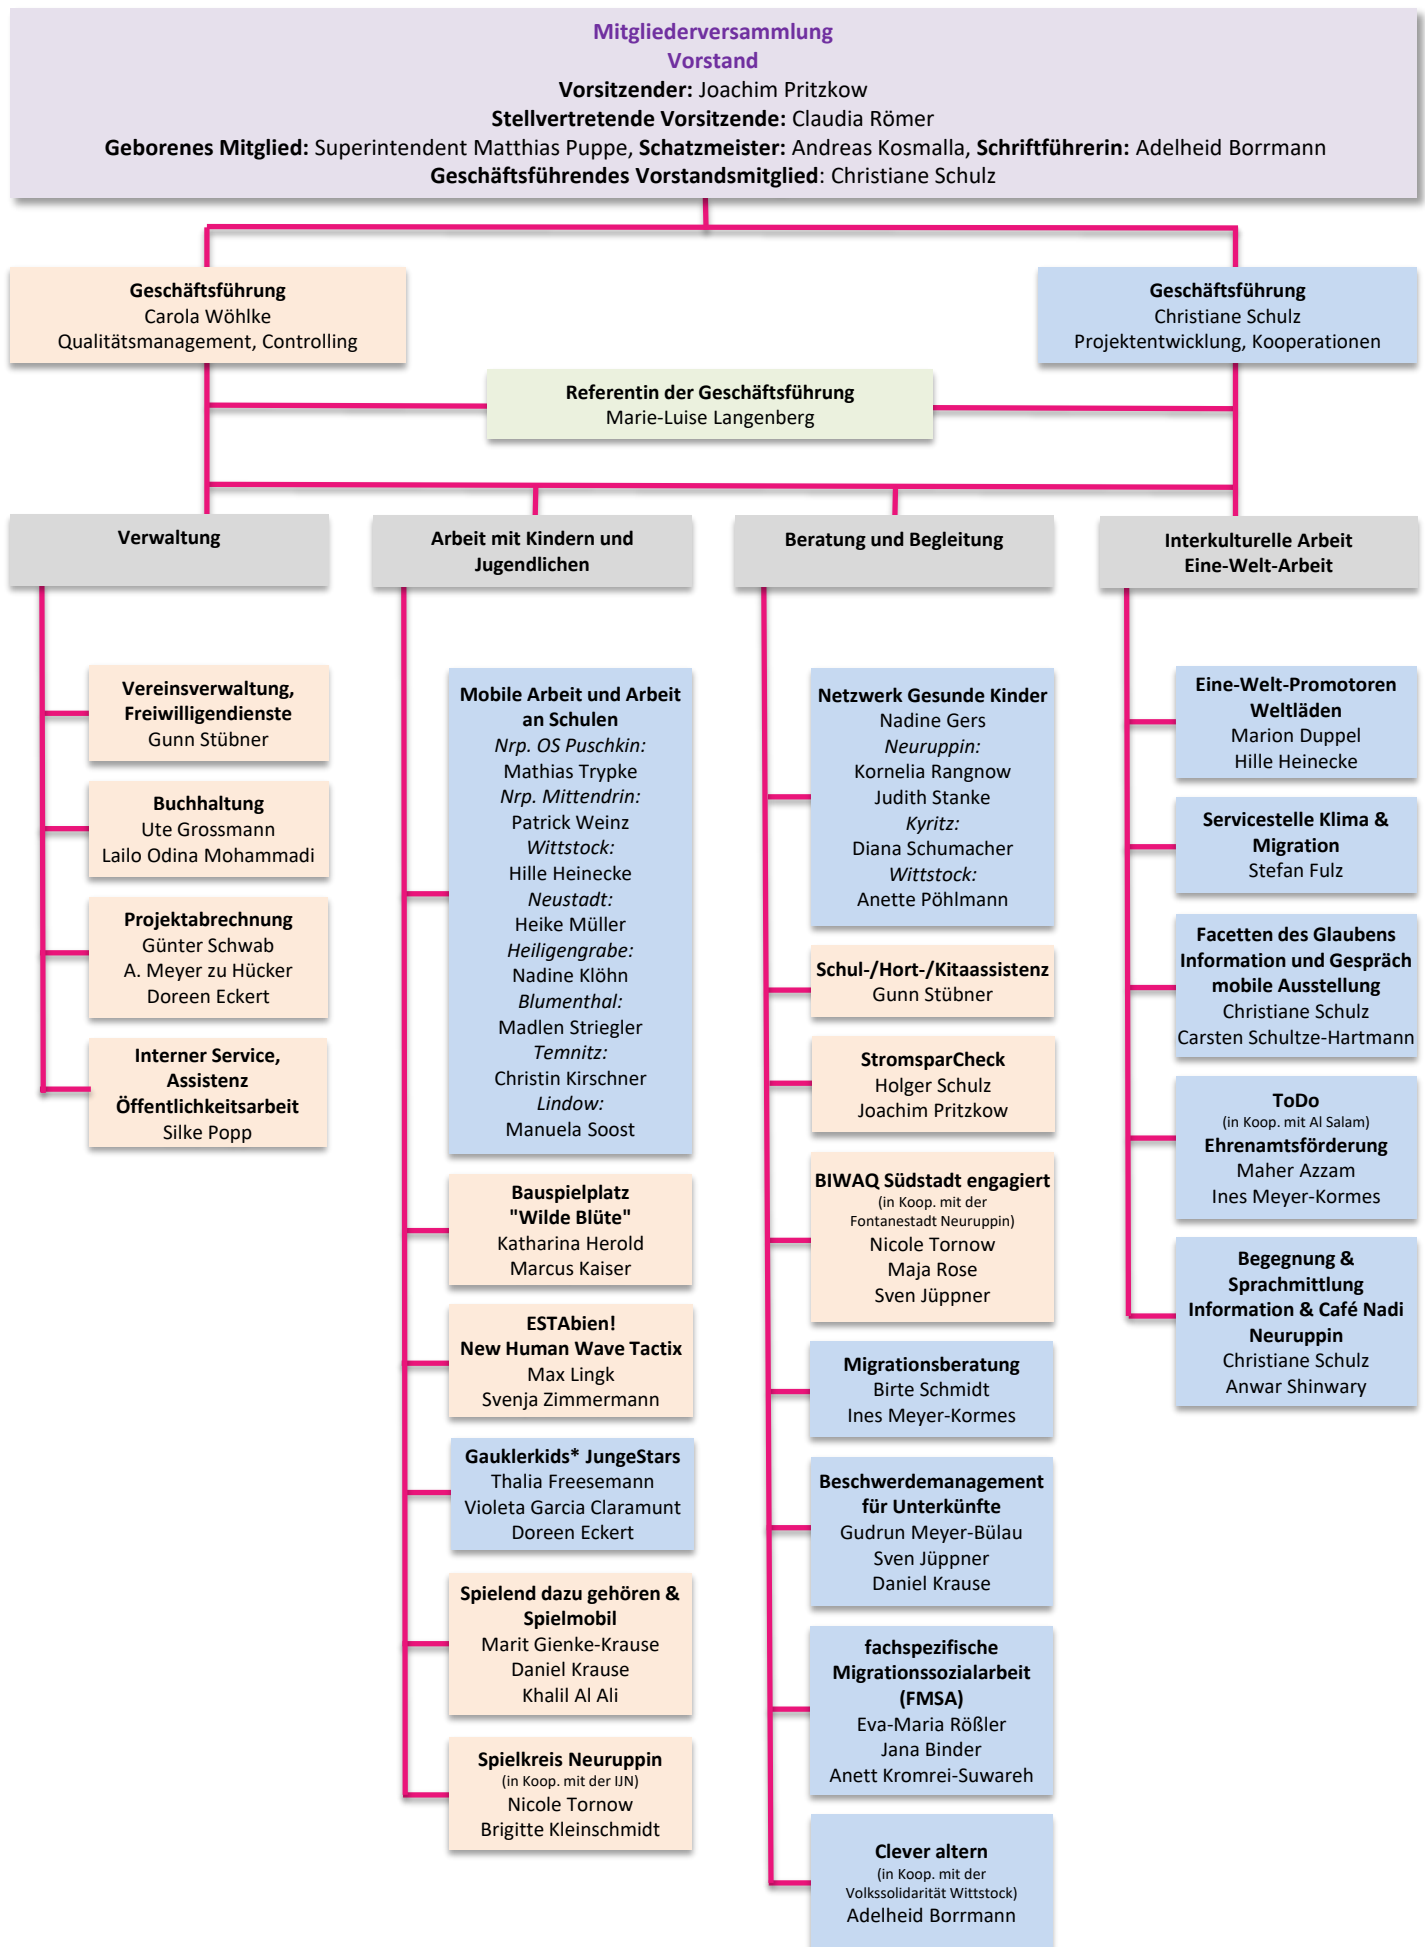 Mitgliederversammlung
Vorstand
Vorsitzender: Joachim Pritzkow
Stellvertretende Vorsitzende: Claudia Römer
Geborenes Mitglied: Superintendent Matthias Puppe, Schatzmeister: Andreas Kosmalla, Schriftführerin: Adelheid Borrmann
Geschäftsführendes Vorstandsmitglied: Christiane Schulz
Geschäftsführung
Carola Wöhlke
Qualitätsmanagement, Controlling
Geschäftsführung
Christiane Schulz
Projektentwicklung, Kooperationen
Referentin der Geschäftsführung
Marie-Luise Langenberg
Verwaltung
Vereinsverwaltung,
Freiwilligendienste
Gunn Stübner
Buchhaltung
Ute Grossmann
Lailo Odina Mohammadi
Projektabrechnung
Günter Schwab
A. Meyer zu Hücker
Doreen Eckert
Interner Service,
Assistenz
Öffentlichkeitsarbeit
Silke Popp
Arbeit mit Kindern und
Jugendlichen
Mobile Arbeit und Arbeit
an Schulen
Nrp. OS Puschkin:
Mathias Trypke
Nrp. Mittendrin:
Patrick Weinz
Wittstock:
Hille Heinecke
Neustadt:
Heike Müller
Heiligengrabe:
Nadine Klöhn
Blumenthal:
Madlen Striegler
Temnitz:
Christin Kirschner
Lindow:
Manuela Soost
Bauspielplatz
"Wilde Blüte"
Katharina Herold
Marcus Kaiser
ESTAbien!
New Human Wave Tactix
Max Lingk
Svenja Zimmermann
Gauklerkids* JungeStars
Thalia Freesemann
Violeta Garcia Claramunt
Doreen Eckert
Spielend dazu gehören &
Spielmobil
Marit Gienke-Krause
Daniel Krause
Khalil Al Ali
Spielkreis Neuruppin
(in Koop. mit der IJN)
Nicole Tornow
Brigitte Kleinschmidt
Beratung und Begleitung
Netzwerk Gesunde Kinder
Nadine Gers
Neuruppin:
Kornelia Rangnow
Judith Stanke
Kyritz:
Diana Schumacher
Wittstock:
Anette Pöhlmann
Schul-/Hort-/Kitaassistenz
Gunn Stübner
StromsparCheck
Holger Schulz
Joachim Pritzkow
BIWAQ Südstadt engagiert
(in Koop. mit der
Fontanestadt Neuruppin)
Nicole Tornow
Maja Rose
Sven Jüppner
Migrationsberatung
Birte Schmidt
Ines Meyer-Kormes
Beschwerdemanagement
für Unterkünfte
Gudrun Meyer-Bülau
Sven Jüppner
Daniel Krause
fachspezifische
Migrationssozialarbeit
(FMSA)
Eva-Maria Rößler
Jana Binder
Anett Kromrei-Suwareh
Clever altern
(in Koop. mit der
Volkssolidarität Wittstock)
Adelheid Borrmann
Interkulturelle Arbeit
Eine-Welt-Arbeit
Eine-Welt-Promotoren
Weltläden
Marion Duppel
Hille Heinecke
Servicestelle Klima &
Migration
Stefan Fulz
Facetten des Glaubens
Information und Gespräch
mobile Ausstellung
Christiane Schulz
Carsten Schultze-Hartmann
ToDo
(in Koop. mit Al Salam)
Ehrenamtsförderung
Maher Azzam
Ines Meyer-Kormes
Begegnung &
Sprachmittlung
Information & Café Nadi
Neuruppin
Christiane Schulz
Anwar Shinwary